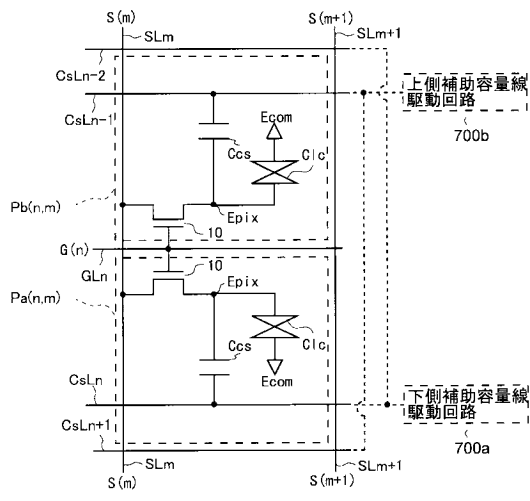 S(m)
S(m+1)
SLm
SLm+1
CsLn-2
上側補助容量線
駆動回路
CsLn-1
Ecom
700b
Ccs
Clc
Pb(n,m)
Epix
10
G(n)
GLn
10
Epix
Pa(n,m)
Ccs
Clc
CsLn
Ecom
下側補助容量線
駆動回路
CsLn+1
700a
SLm
SLm+1
S(m)
S(m+1)